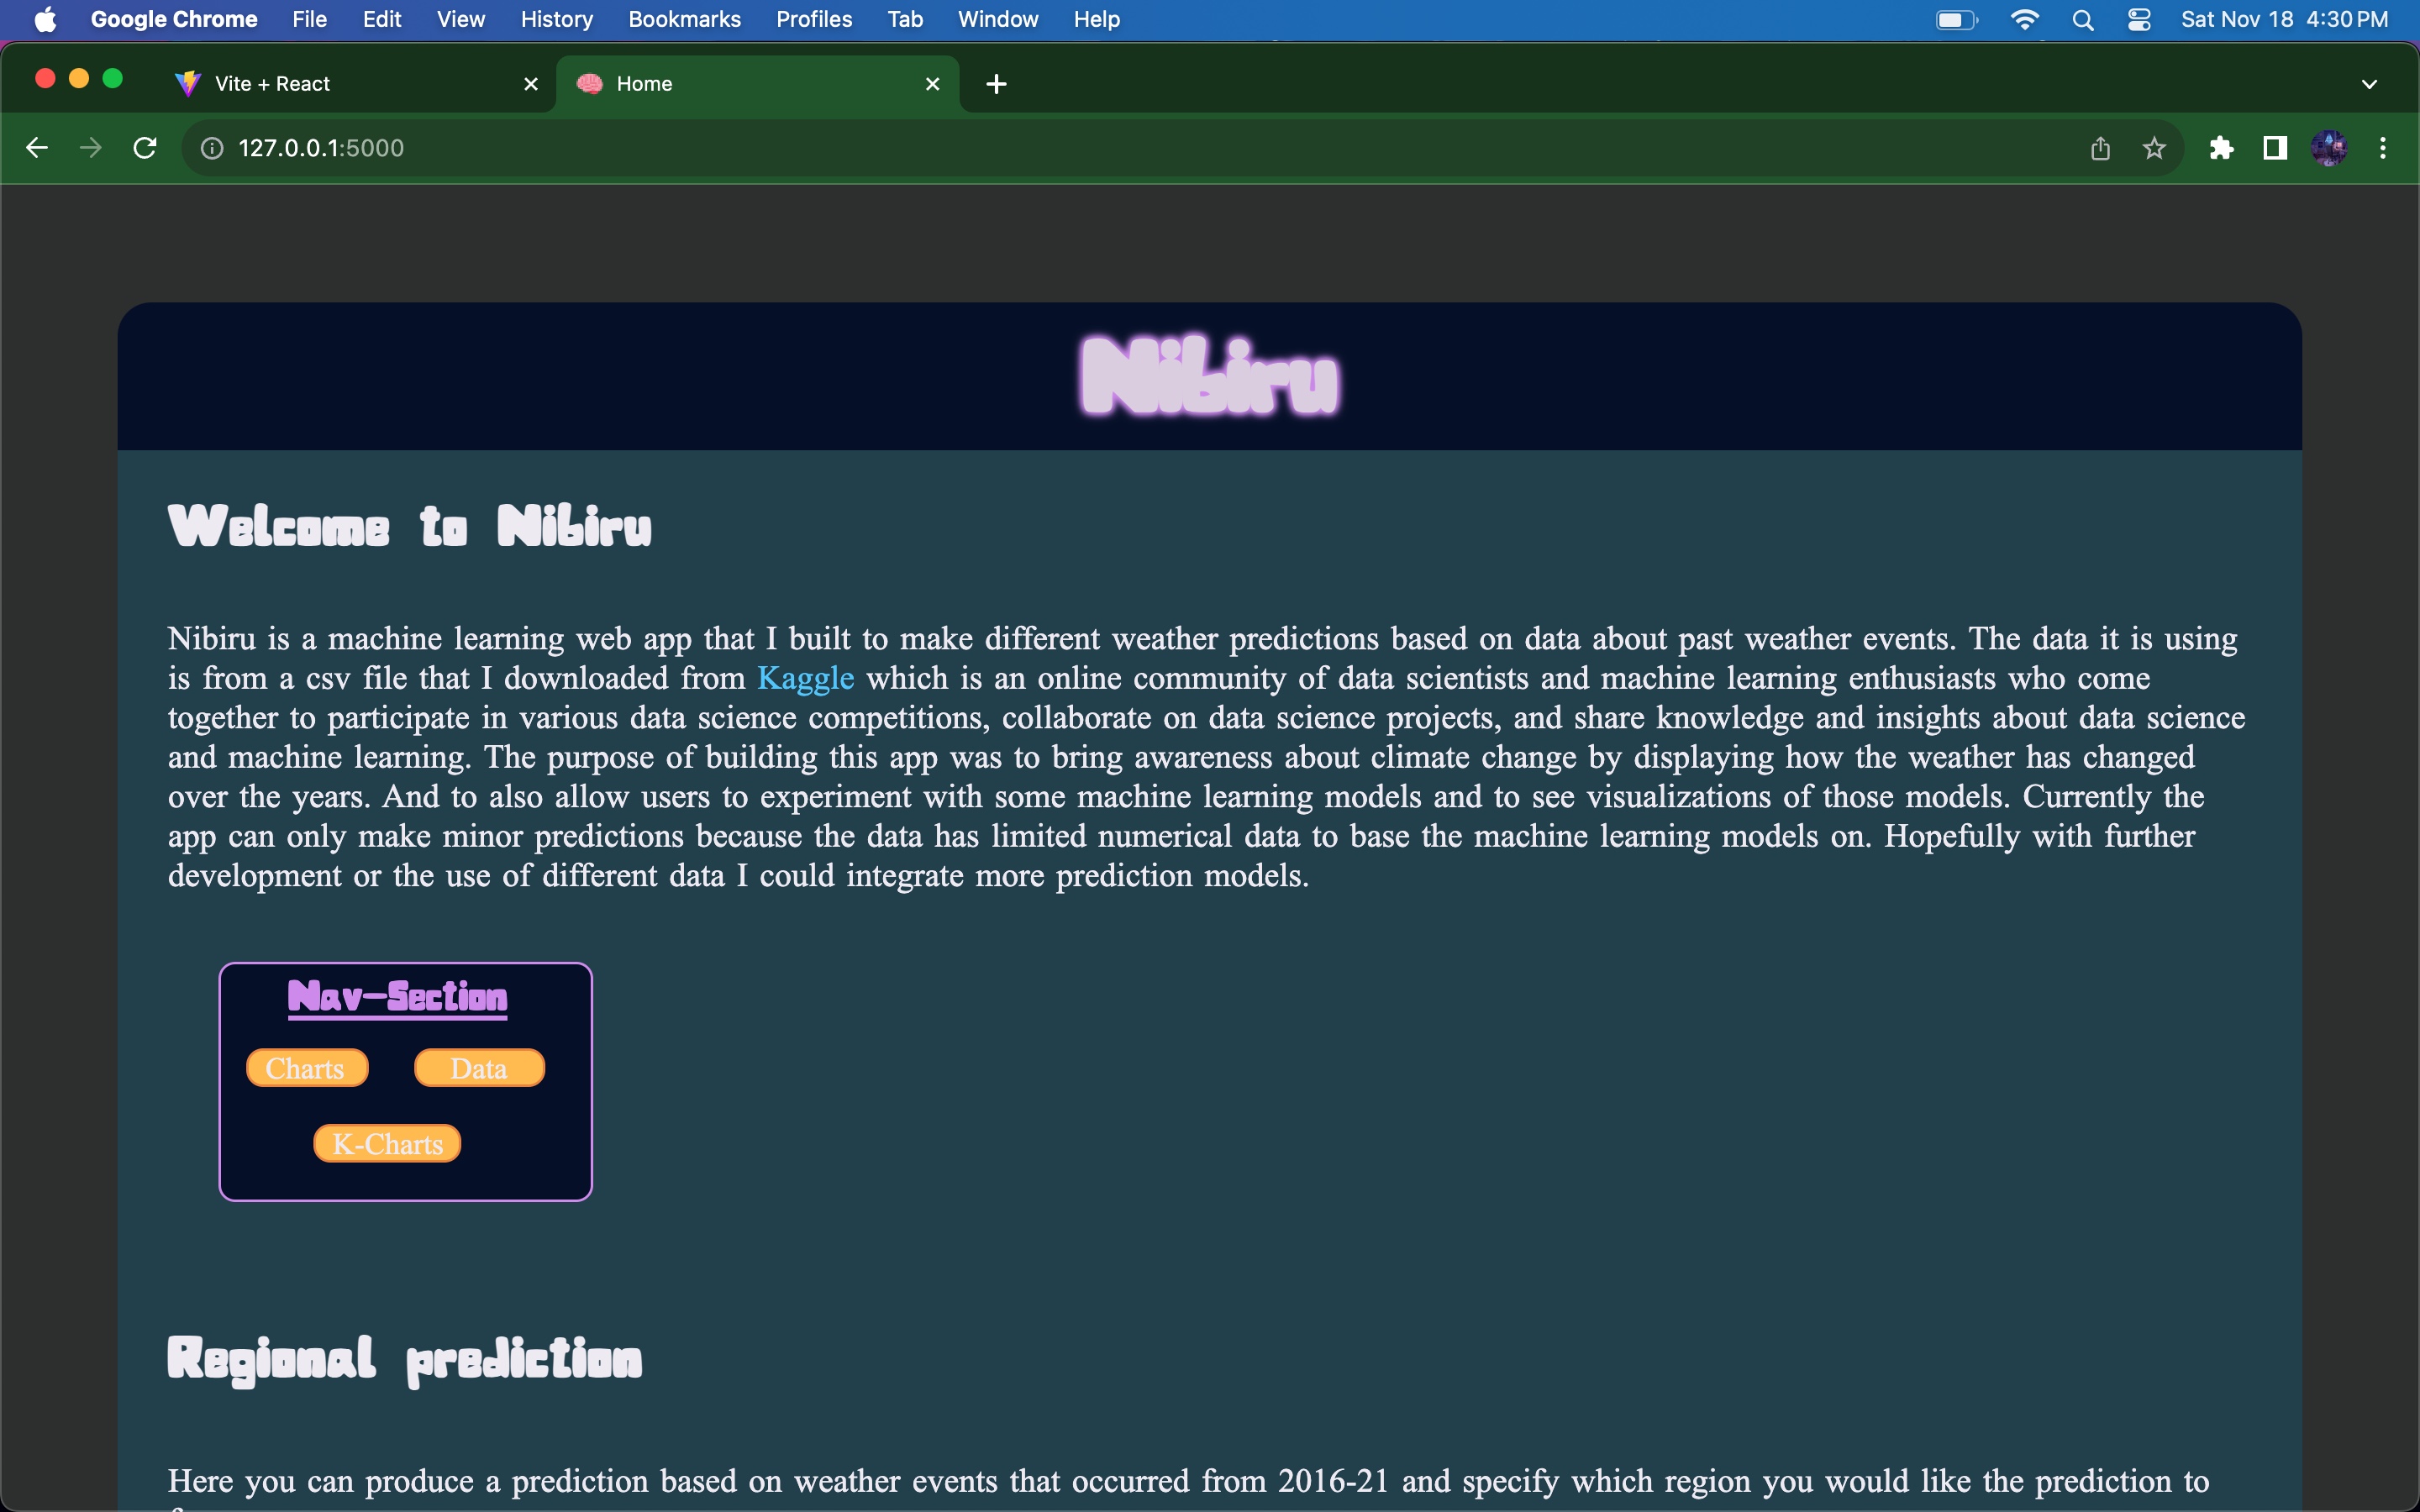 Google Chrome File Edit View History Bookmarks Profiles Tab Window Help Sat Nov 18 4:30 PM
Vite + React Home
127.0.0.1:5000
Nibiru
Welcome to Nibiru
Nibiru is a machine learning web app that I built to make different weather predictions based on data about past weather events. The data it is using
is from a csv file that I downloaded from Kaggle which is an online community of data scientists and machine learning enthusiasts who come
together to participate in various data science competitions, collaborate on data science projects, and share knowledge and insights about data science
and machine learning. The purpose of building this app was to bring awareness about climate change by displaying how the weather has changed
over the years. And to also allow users to experiment with some machine learning models and to see visualizations of those models. Currently the
app can only make minor predictions because the data has limited numerical data to base the machine learning models on. Hopefully with further
development or the use of different data I could integrate more prediction models.
Nav-Section
Charts Data
K-Charts
Regional prediction
Here you can produce a prediction based on weather events that occurred from 2016-21 and specify which region you would like the prediction to